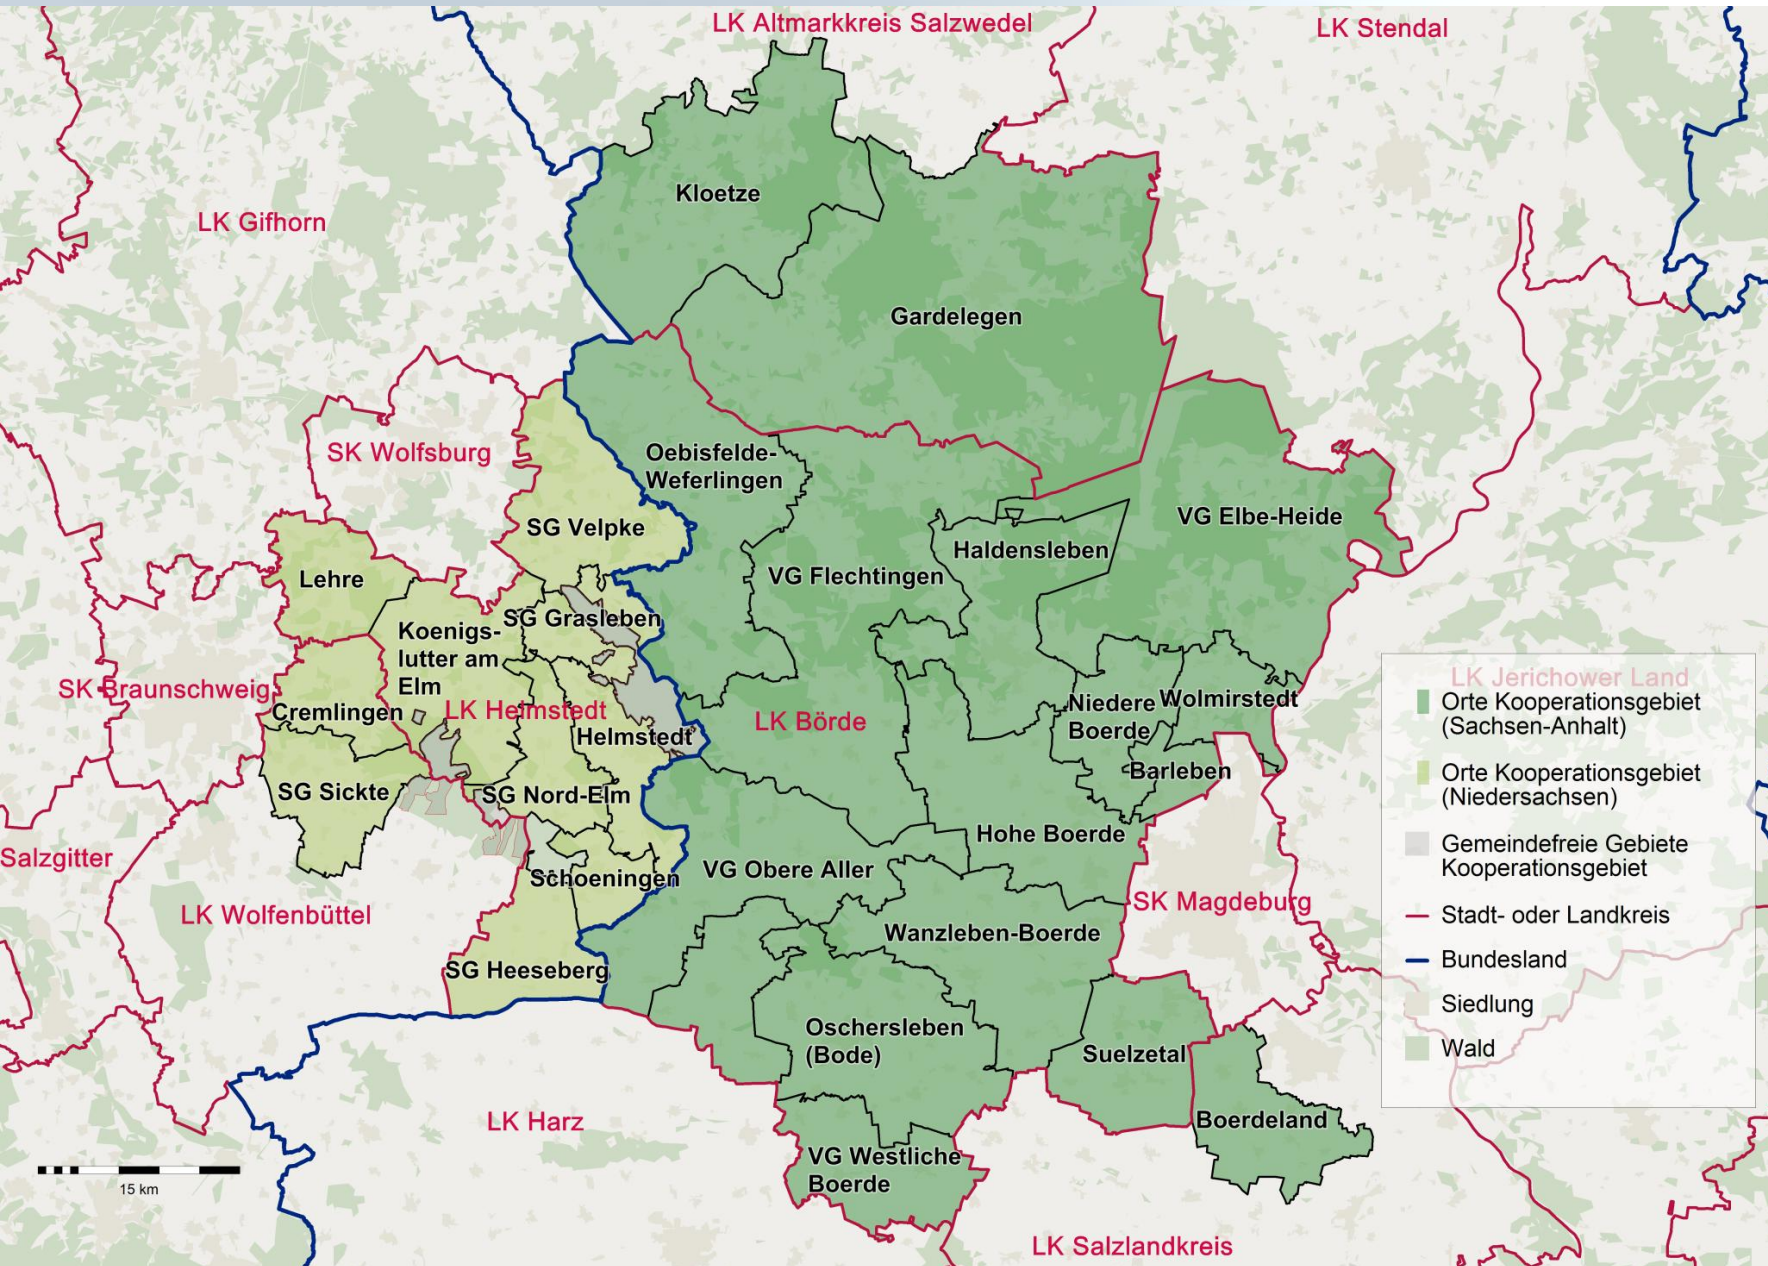 LK Altmarkkreis Salzwedel
LK Stendal
Kloetze
LK Gifhorn
Gardelegen
SK Wolfsburg
Oebisfelde-
Weferlingen
SG Velpke
VG Elbe-Heide
Haldensleben
VG Flechtingen
Lehre
SG Grasleben
Koenigs-
lutter am
Elm
SK Braunschweig
Cremlingen
LK Helmstedt
Helmstedt
LK Börde
Niedere
Boerde
Wolmirstedt
Barleben
SG Sickte
SG Nord-Elm
Hohe Boerde
Salzgitter
VG Obere Aller
Schoeningen
LK Wolfenbüttel
SK Magdeburg
Wanzleben-Boerde
SG Heeseberg
Oschersleben
(Bode)
Suelzetal
LK Harz
Boerdeland
VG Westliche
Boerde
LK Salzlandkreis
15 km
LK Jerichower Land
Orte Kooperationsgebiet
(Sachsen-Anhalt)
Orte Kooperationsgebiet
(Niedersachsen)
Gemeindefreie Gebiete
Kooperationsgebiet
Stadt- oder Landkreis
Bundesland
Siedlung
Wald